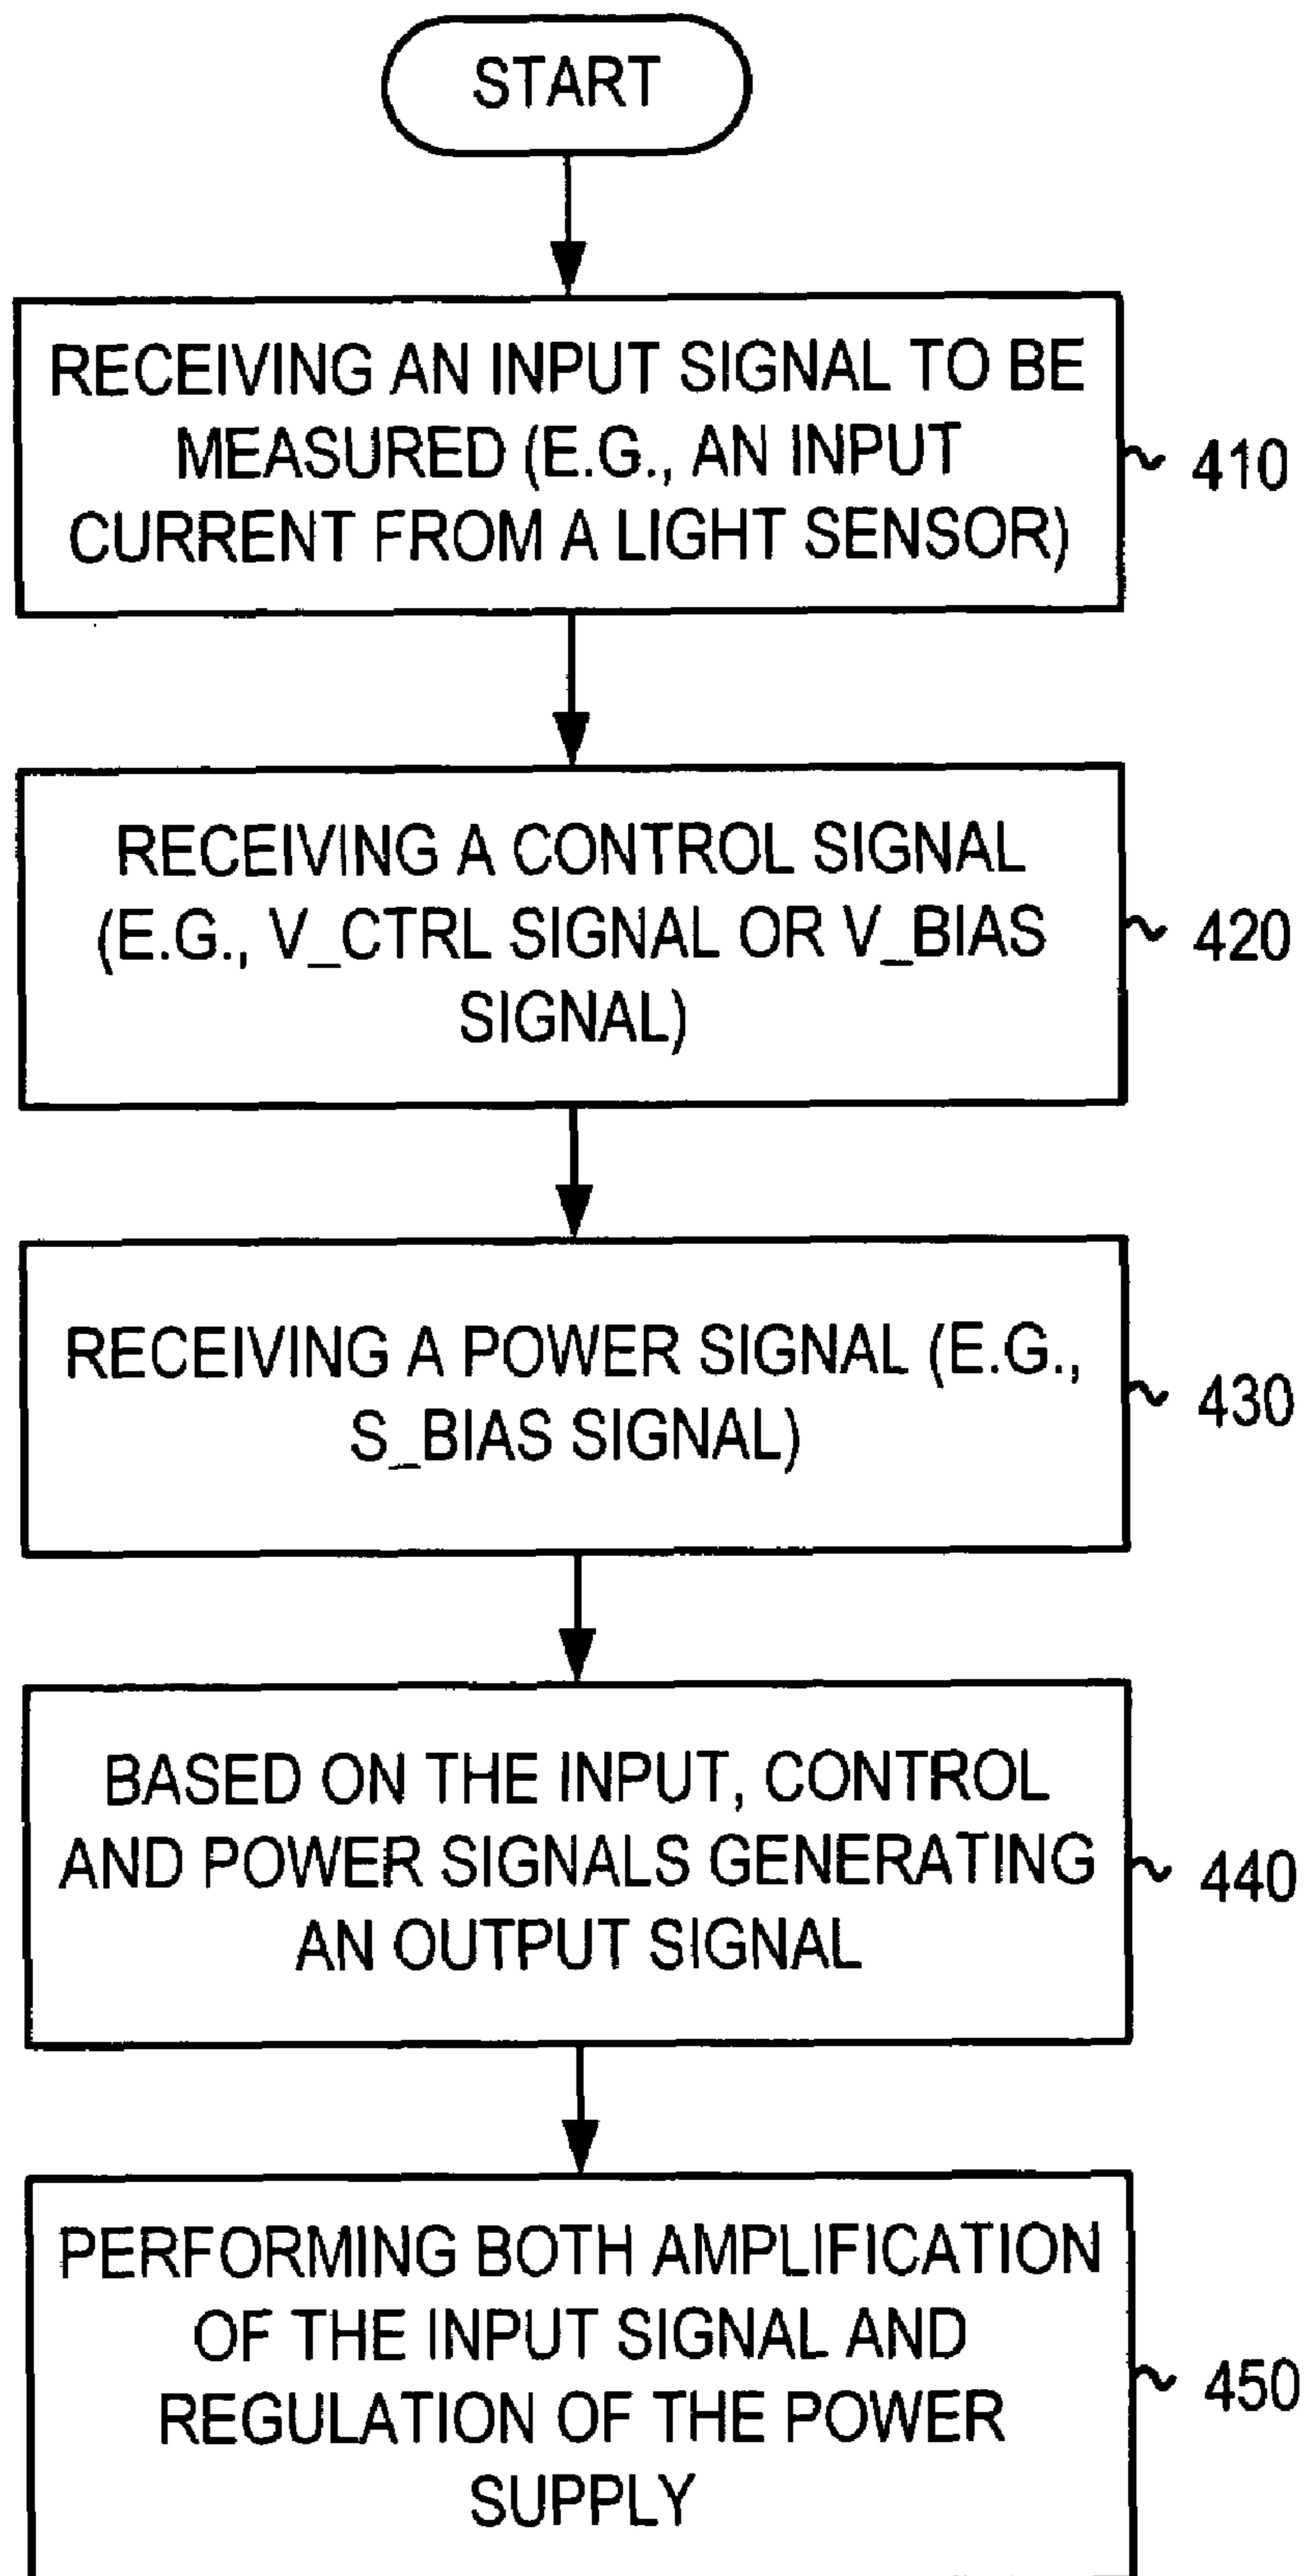 START
RECEIVING AN INPUT SIGNAL TO BE
MEASURED (E.G., AN INPUT
CURRENT FROM A LIGHT SENSOR)
410
RECEIVING A CONTROL SIGNAL
(E.G., V_CTRL SIGNAL OR V_BIAS
SIGNAL)
420
RECEIVING A POWER SIGNAL (E.G.,
S_BIAS SIGNAL)
430
BASED ON THE INPUT, CONTROL
AND POWER SIGNALS GENERATING
AN OUTPUT SIGNAL
440
PERFORMING BOTH AMPLIFICATION
OF THE INPUT SIGNAL AND
REGULATION OF THE POWER
SUPPLY
450